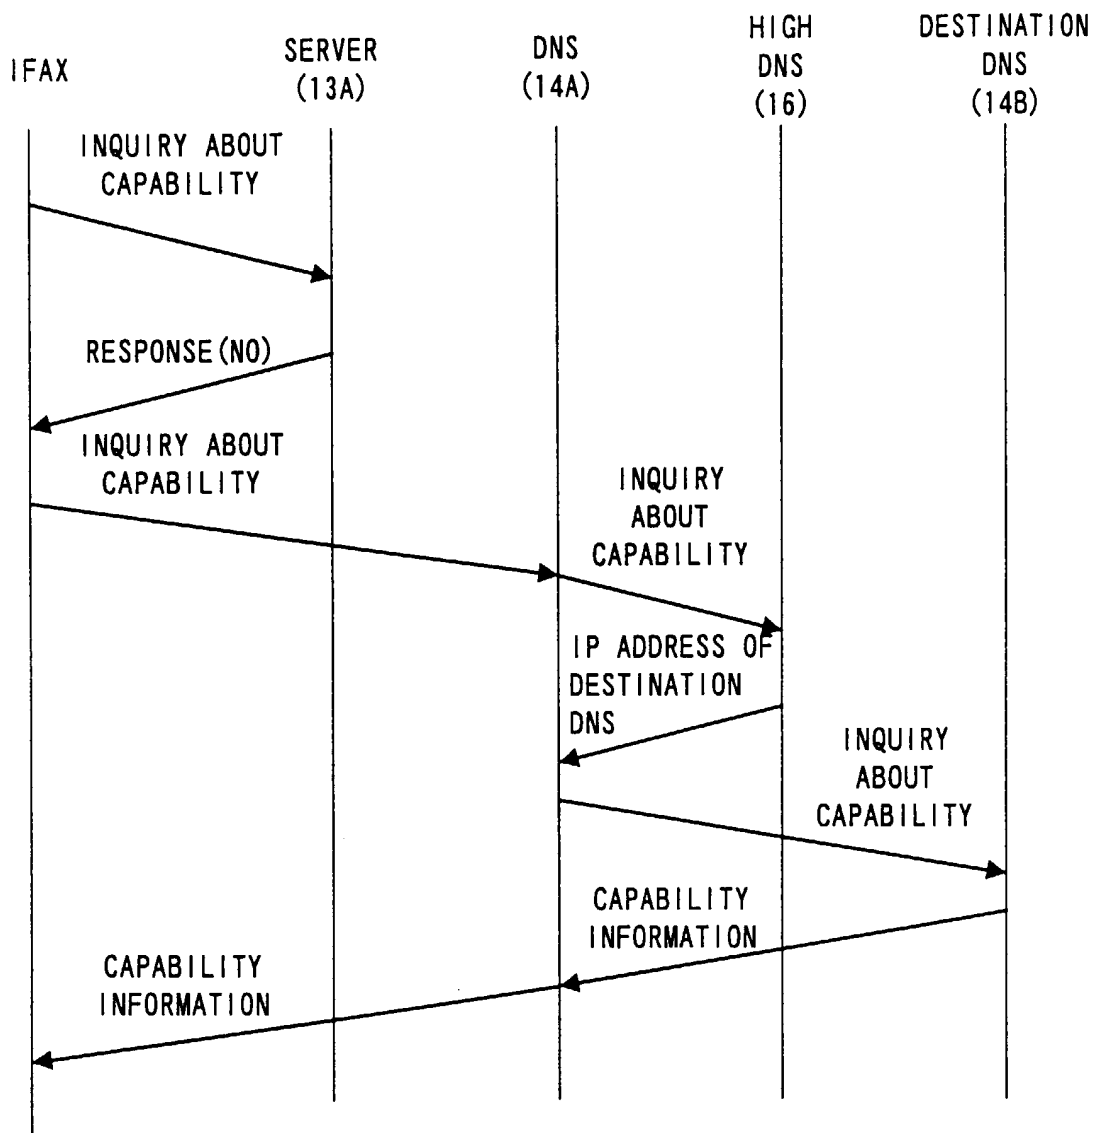 IFAX
SERVER
(13A)
DNS
(14A)
HIGH
DNS
(16)
DESTINATION
DNS
(14B)
INQUIRY ABOUT
CAPABILITY
RESPONSE(NO)
INQUIRY ABOUT
CAPABILITY
INQUIRY
ABOUT
CAPABILITY
IP ADDRESS OF
DESTINATION
DNS
INQUIRY
ABOUT
CAPABILITY
CAPABILITY
INFORMATION
CAPABILITY
INFORMATION